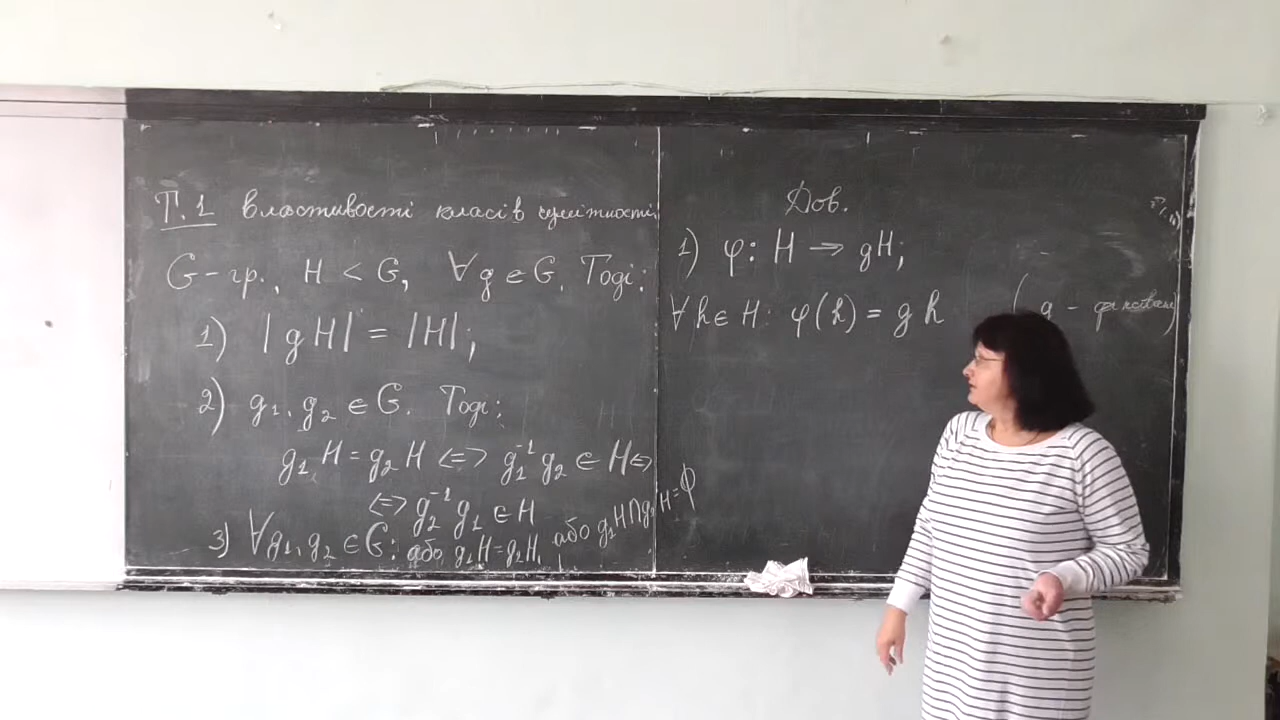 Т.1 Властивості класів суміжності.
G – гр., H < G, ∀g ∈ G. Тоді:
1) |gH| = |H|;
2) g₁, g₂ ∈ G. Тоді:
g₁H = g₂H <=> g₁⁻¹g₂ ∈ H <=>
<=> g₂⁻¹g₁ ∈ H
3) ∀g₁, g₂ ∈ G: або g₁H = g₂H, або g₁H ∩ g₂H = ϕ
Дов.
1) φ: H → gH;
∀h ∈ H: φ(h) = gh (g –